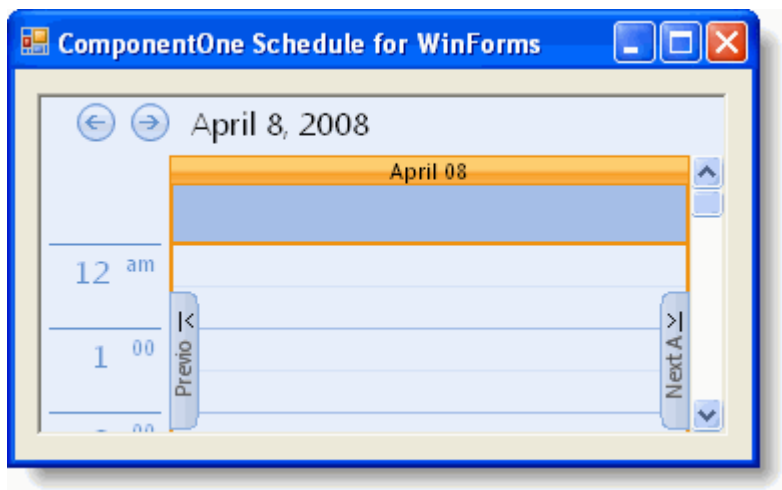 ComponentOne Schedule for WinForms
April 8, 2008
April 08
12 am
1 00
Previo
Next A